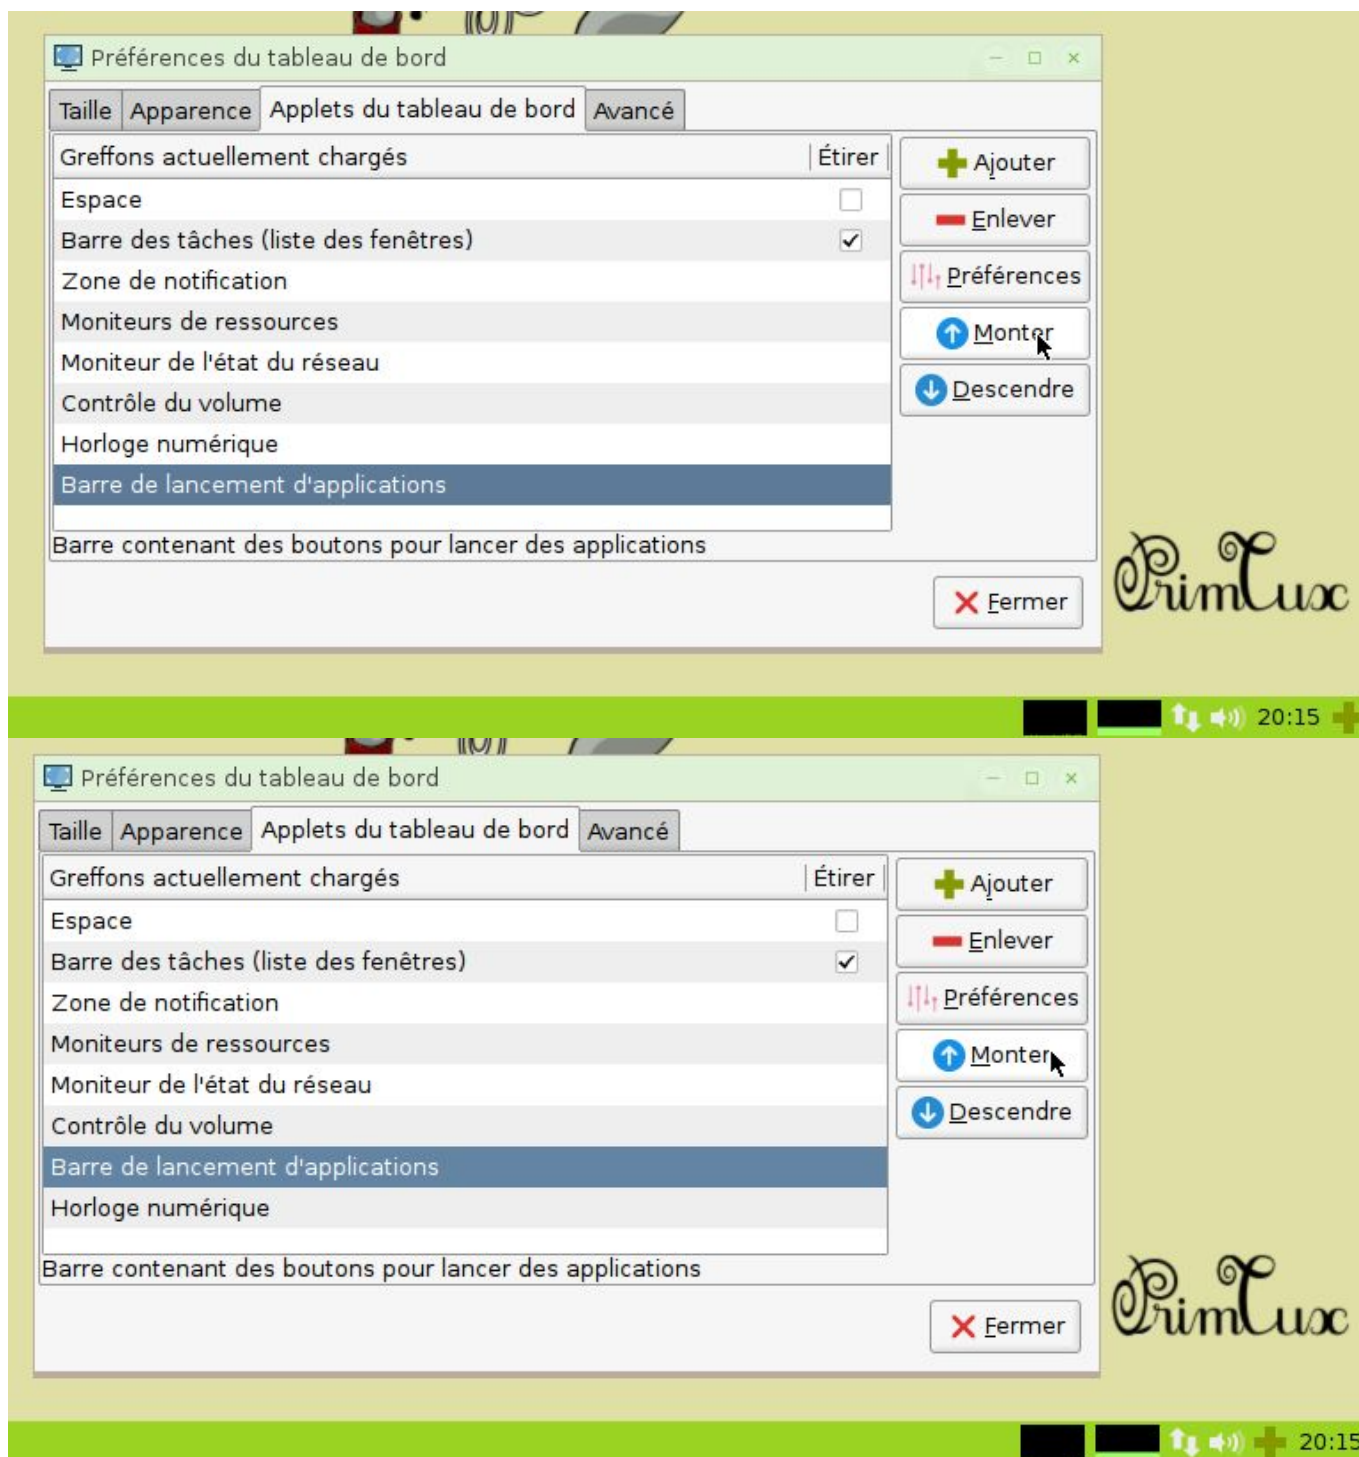 Préférences du tableau de bord
Taille Apparence Applets du tableau de bord Avancé
Greffons actuellement chargés Étirer
Espace
Barre des tâches (liste des fenêtres)
Zone de notification
Moniteurs de ressources
Moniteur de l'état du réseau
Contrôle du volume
Horloge numérique
Barre de lancement d'applications
Barre contenant des boutons pour lancer des applications
Ajouter
Enlever
Préférences
Monter
Descendre
Fermer
PrimTux
20:15
Préférences du tableau de bord
Taille Apparence Applets du tableau de bord Avancé
Greffons actuellement chargés Étirer
Espace
Barre des tâches (liste des fenêtres)
Zone de notification
Moniteurs de ressources
Moniteur de l'état du réseau
Contrôle du volume
Barre de lancement d'applications
Horloge numérique
Barre contenant des boutons pour lancer des applications
Ajouter
Enlever
Préférences
Monter
Descendre
Fermer
PrimTux
20:15